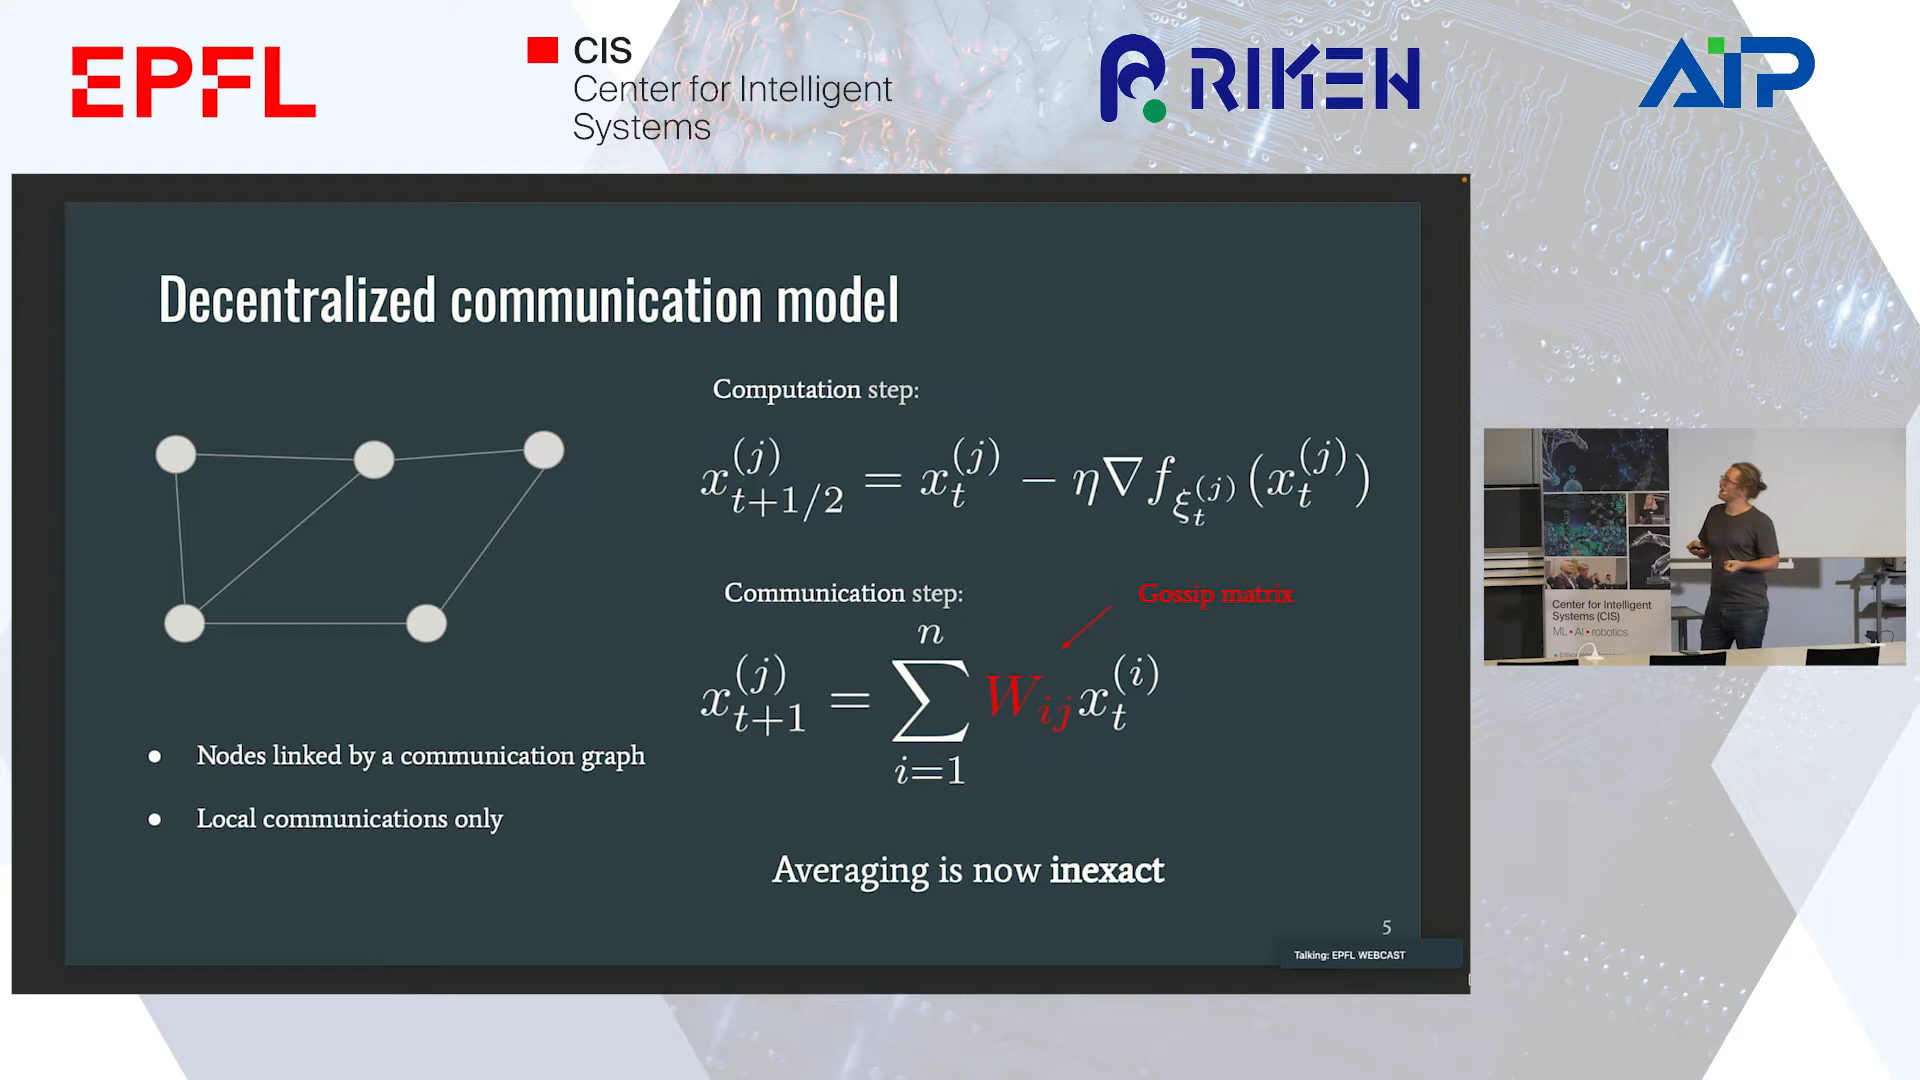 EPFL
CIS
Center for Intelligent
Systems
RIKEN
AIP
Decentralized communication model
Computation step:
x_{t+1/2}^{(j)} = x_t^{(j)} − η∇f_{ξ_t^{(j)}}(x_t^{(j)})
Communication step:
Gossip matrix
x_{t+1}^{(j)} = \sum_{i=1}^{n} W_{ij} x_t^{(i)}
● Nodes linked by a communication graph
● Local communications only
Averaging is now inexact
5
Talking: EPFL WEBCAST
Center for Intelligent
Systems (CIS)
ML • AI • robotics